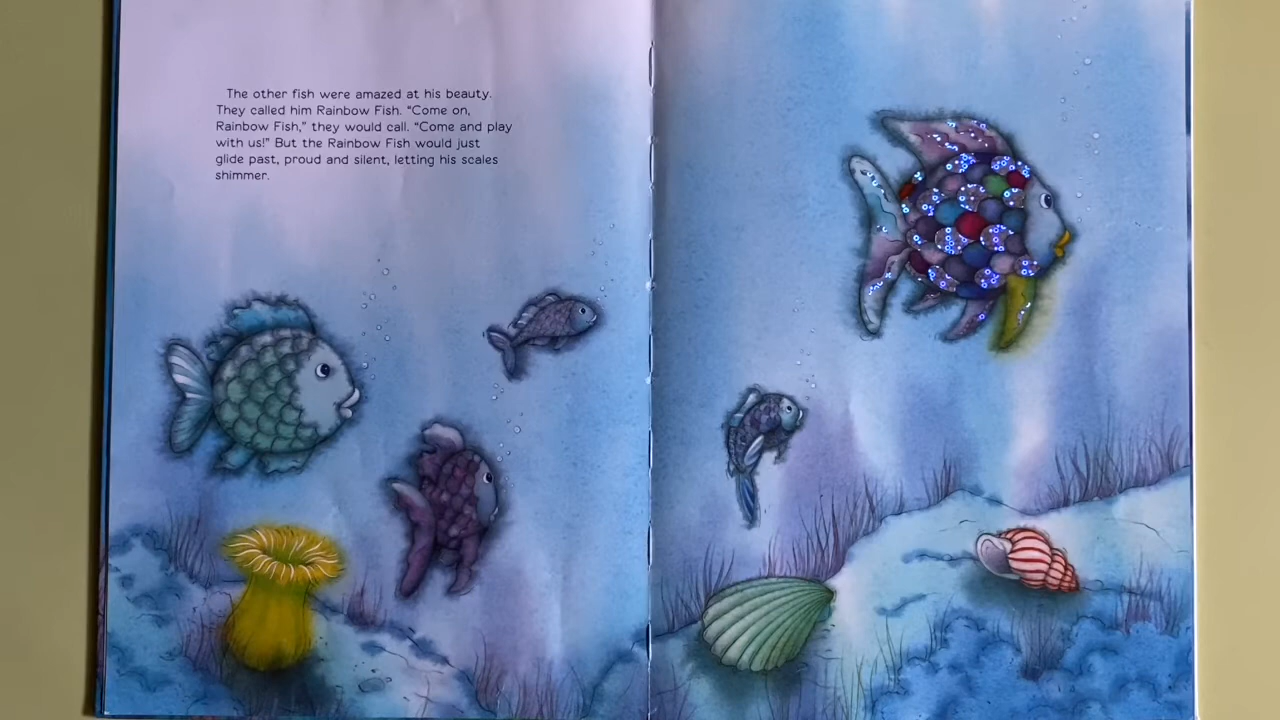 The other fish were amazed at his beauty.
They called him Rainbow Fish. “Come on,
Rainbow Fish,” they would call. “Come and play
with us!” But the Rainbow Fish would just
glide past, proud and silent, letting his scales
shimmer.